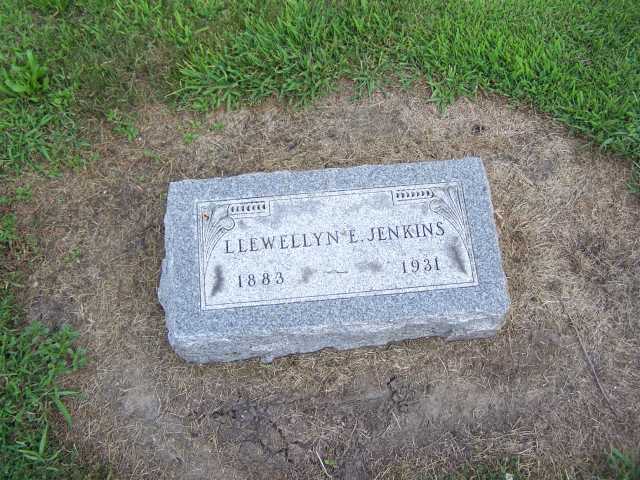 LLEWELLYN E. JENKINS
1883 ~ 1931